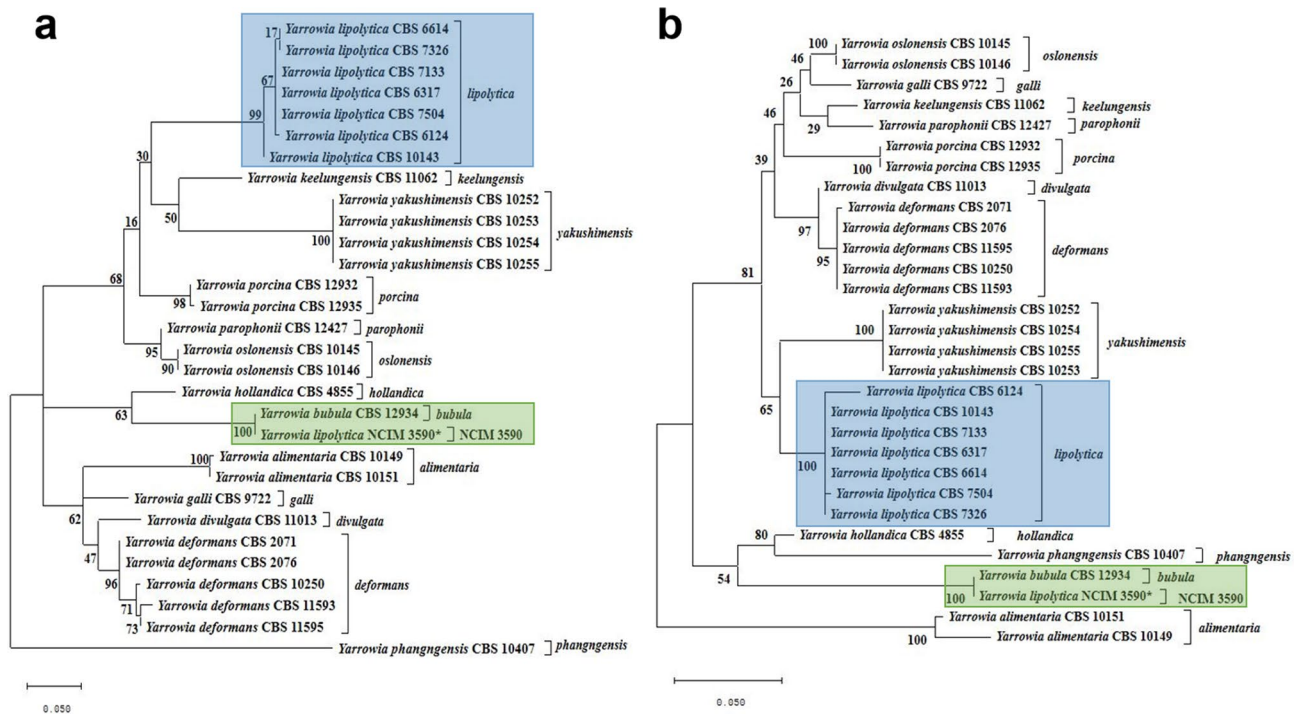 a
Yarrowia lipolytica CBS 6614
17
Yarrowia lipolytica CBS 7326
Yarrowia lipolytica CBS 7133
67
Yarrowia lipolytica CBS 6317
lipolytica
Yarrowia lipolytica CBS 7504
99
Yarrowia lipolytica CBS 6124
Yarrowia lipolytica CBS 10143
30
Yarrowia keelungensis CBS 11062
keelungensis
50
Yarrowia yakushimensis CBS 10252
Yarrowia yakushimensis CBS 10253
16
yakushimensis
100
Yarrowia yakushimensis CBS 10254
Yarrowia yakushimensis CBS 10255
68
Yarrowia porcina CBS 12932
98
Yarrowia porcina CBS 12935
porcina
Yarrowia parophonii CBS 12427
parophonii
95
Yarrowia oslonensis CBS 10145
90
Yarrowia oslonensis CBS 10146
oslonensis
Yarrowia hollandica CBS 4855
hollandica
63
Yarrowia bubula CBS 12934
bubula
100
Yarrowia lipolytica NCIM 3590*
NCIM 3590
100
Yarrowia alimentaria CBS 10149
Yarrowia alimentaria CBS 10151
alimentaria
Yarrowia galli CBS 9722
galli
62
Yarrowia divulgata CBS 11013
divulgata
47
Yarrowia deformans CBS 2071
Yarrowia deformans CBS 2076
96
Yarrowia deformans CBS 10250
deformans
71
Yarrowia deformans CBS 11593
73
Yarrowia deformans CBS 11595
Yarrowia phangngensis CBS 10407
phangngensis
0.050
b
100
Yarrowia oslonensis CBS 10145
46
Yarrowia oslonensis CBS 10146
oslonensis
26
Yarrowia galli CBS 9722
galli
Yarrowia keelungensis CBS 11062
keelungensis
46
29
Yarrowia parophonii CBS 12427
parophonii
Yarrowia porcina CBS 12932
39
100
Yarrowia porcina CBS 12935
porcina
Yarrowia divulgata CBS 11013
divulgata
97
Yarrowia deformans CBS 2071
Yarrowia deformans CBS 2076
95
Yarrowia deformans CBS 11595
deformans
Yarrowia deformans CBS 10250
Yarrowia deformans CBS 11593
81
Yarrowia yakushimensis CBS 10252
100
Yarrowia yakushimensis CBS 10254
yakushimensis
Yarrowia yakushimensis CBS 10255
Yarrowia yakushimensis CBS 10253
65
Yarrowia lipolytica CBS 6124
Yarrowia lipolytica CBS 10143
Yarrowia lipolytica CBS 7133
Yarrowia lipolytica CBS 6317
lipolytica
100
Yarrowia lipolytica CBS 6614
Yarrowia lipolytica CBS 7504
Yarrowia lipolytica CBS 7326
80
Yarrowia hollandica CBS 4855
hollandica
Yarrowia phangngensis CBS 10407
phangngensis
54
Yarrowia bubula CBS 12934
bubula
100
Yarrowia lipolytica NCIM 3590*
NCIM 3590
Yarrowia alimentaria CBS 10151
100
Yarrowia alimentaria CBS 10149
alimentaria
0.050